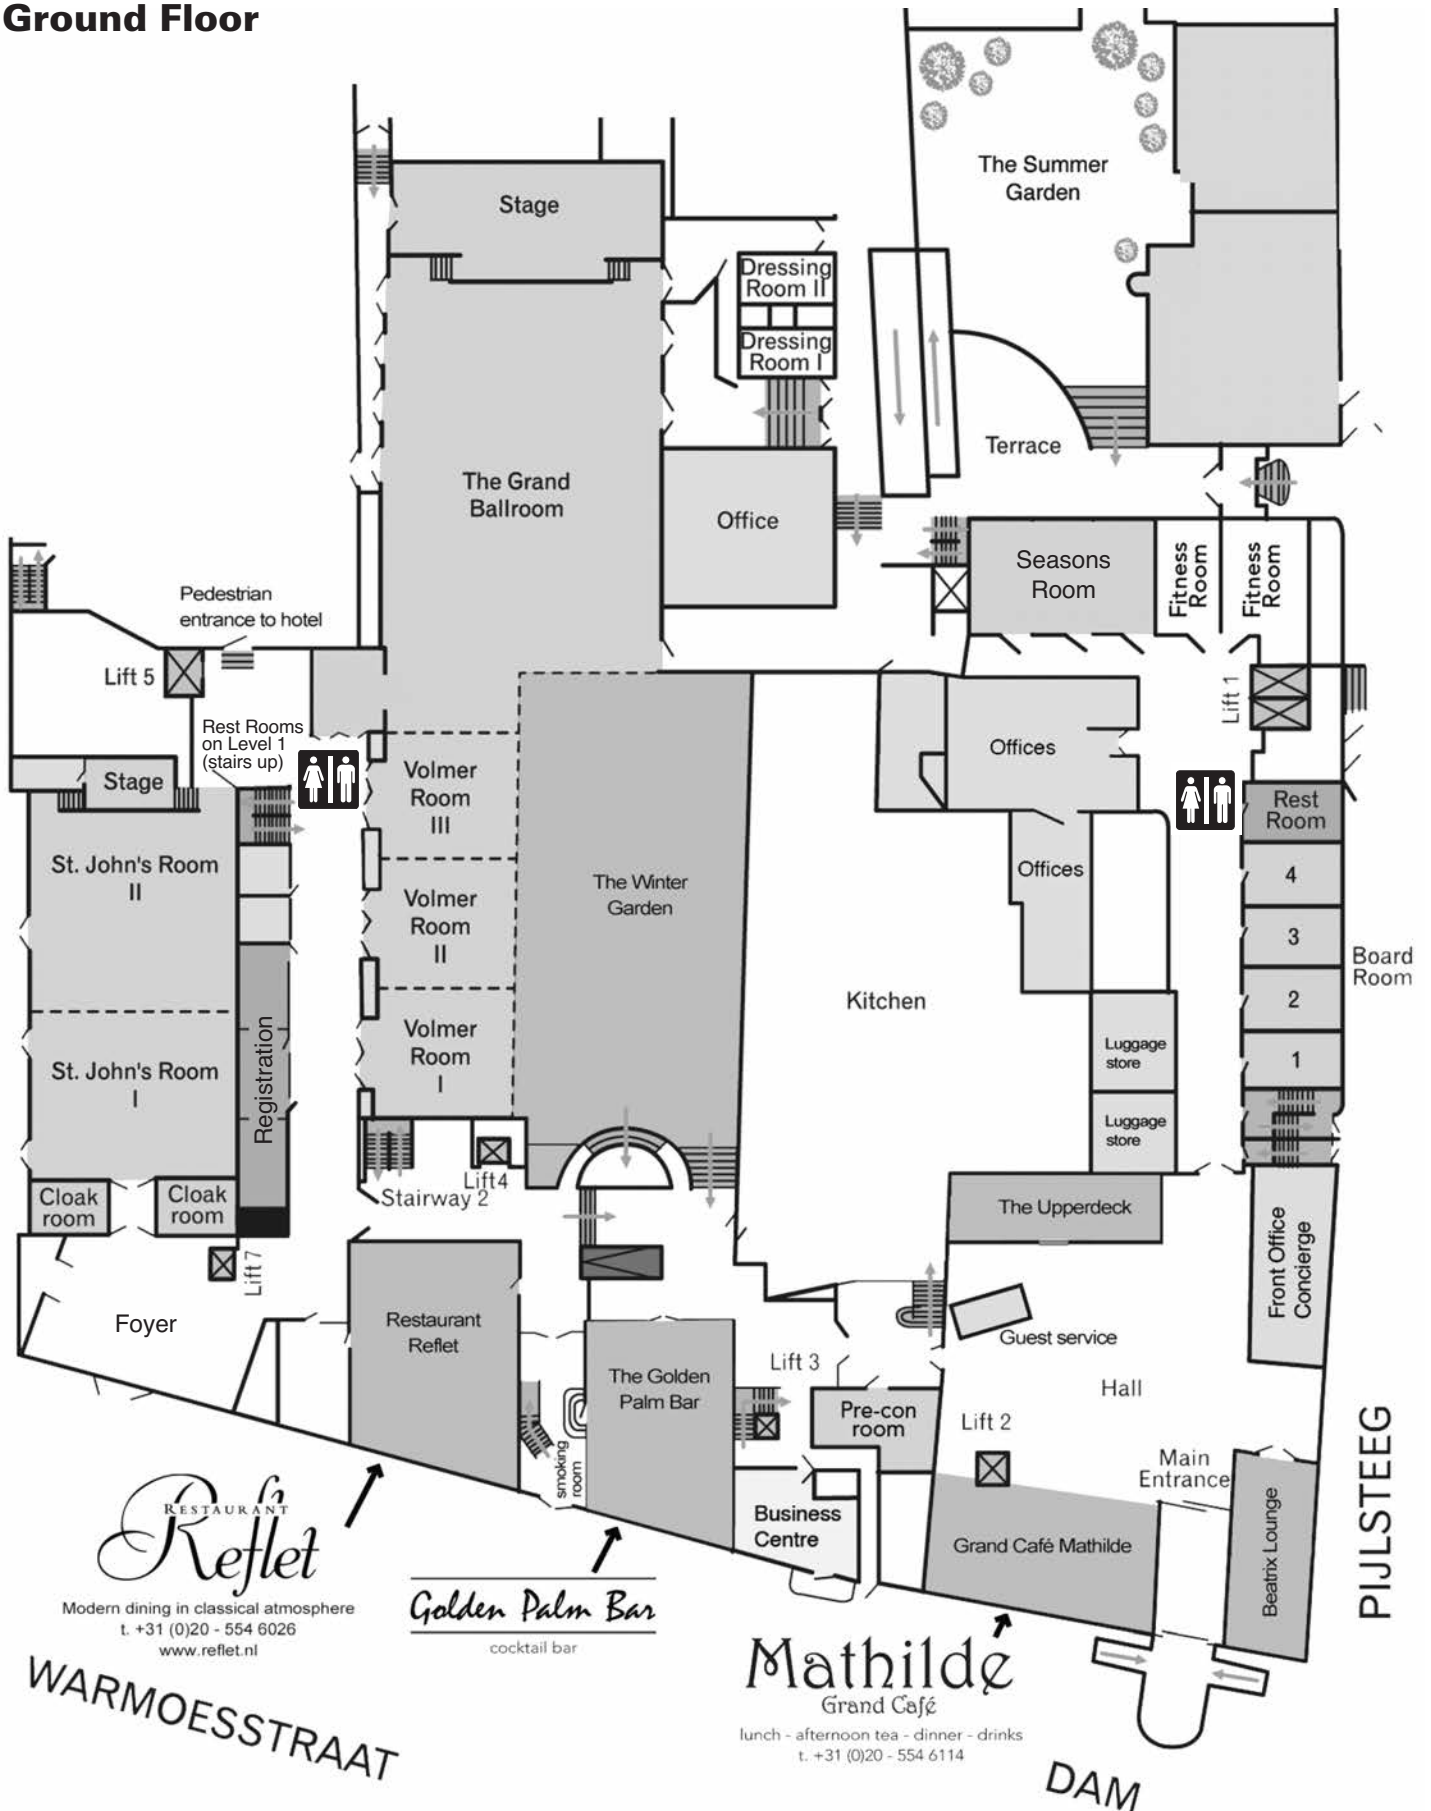 Ground Floor
The Summer
Garden
Stage
Dressing
Room II
Dressing
Room I
Terrace
The Grand
Ballroom
Office
Seasons
Room
Fitness
Room
Fitness
Room
Pedestrian
entrance to hotel
Lift 5
Lift 1
Rest Rooms
on Level 1
(stairs up)
Stage
Volmer
Room
III
Offices
Rest
Room
St. John's Room
II
The Winter
Garden
Offices
4
Volmer
Room
II
3
Board
Room
Kitchen
2
Volmer
Room
I
Luggage
store
1
St. John's Room
I
Registration
Luggage
store
Lift4
Stairway 2
Cloak
room
Cloak
room
The Upperdeck
Lift 7
Front Office
Concierge
Foyer
Restaurant
Reflet
Guest service
The Golden
Palm Bar
Lift 3
Hall
Pre-con
room
Lift 2
smoking
room
Main
Entrance
Business
Centre
Grand Café Mathilde
Beatrix Lounge
PIJLSTEEG
RESTAURANT
Reflet
Modern dining in classical atmosphere
t. +31 (0)20 - 554 6026
www.reflet.nl
Golden Palm Bar
cocktail bar
Mathilde
Grand Café
lunch - afternoon tea - dinner - drinks
t. +31 (0)20 - 554 6114
WARMOESSTRAAT
DAM